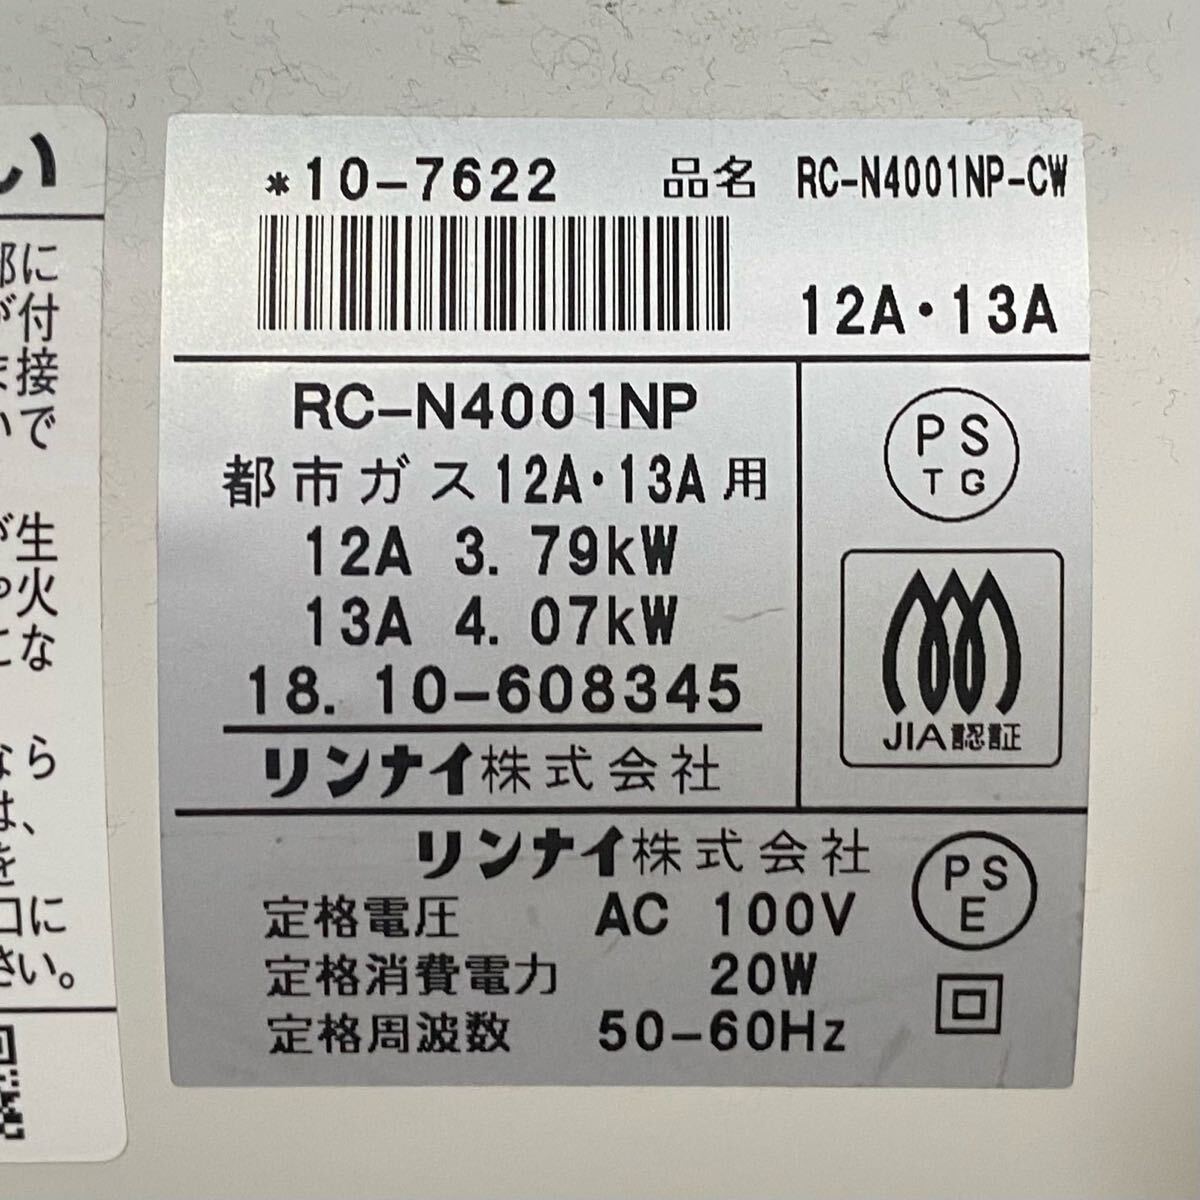 *10-7622 品名 RC-N4001NP-CW
12A・13A
RC-N4001NP
都市ガス12A・13A用
12A 3.79kW
13A 4.07kW
18.10-608345
リンナイ株式会社
PS
TG
JIA認証
リンナイ株式会社
定格電圧 AC 100V
定格消費電力 20W
定格周波数 50-60Hz
PS
E
い
部に
が付
接
で
が生
火
にな
なら
は、
を
口に
さい。